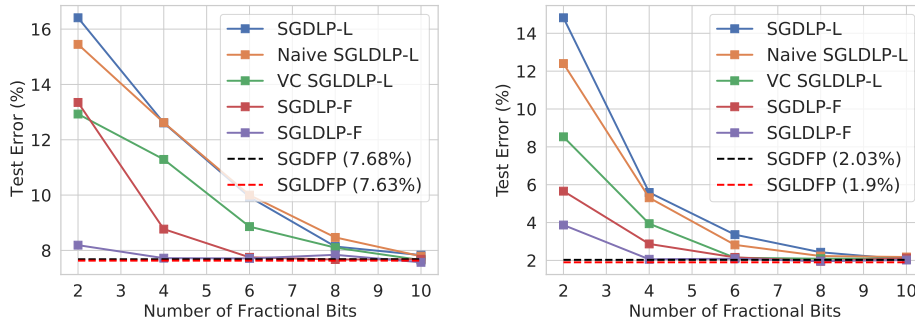 Test Error (%)
16
14
12
10
8
2 3 4 5 6 7 8 9 10
Number of Fractional Bits
SGDLP-L
Naive SGLDLP-L
VC SGLDLP-L
SGDLP-F
SGLDLP-F
SGDFP (7.68%)
SGLDFP (7.63%)
Test Error (%)
14
12
10
8
6
4
2
2 3 4 5 6 7 8 9 10
Number of Fractional Bits
SGDLP-L
Naive SGLDLP-L
VC SGLDLP-L
SGDLP-F
SGLDLP-F
SGDFP (2.03%)
SGLDFP (1.9%)